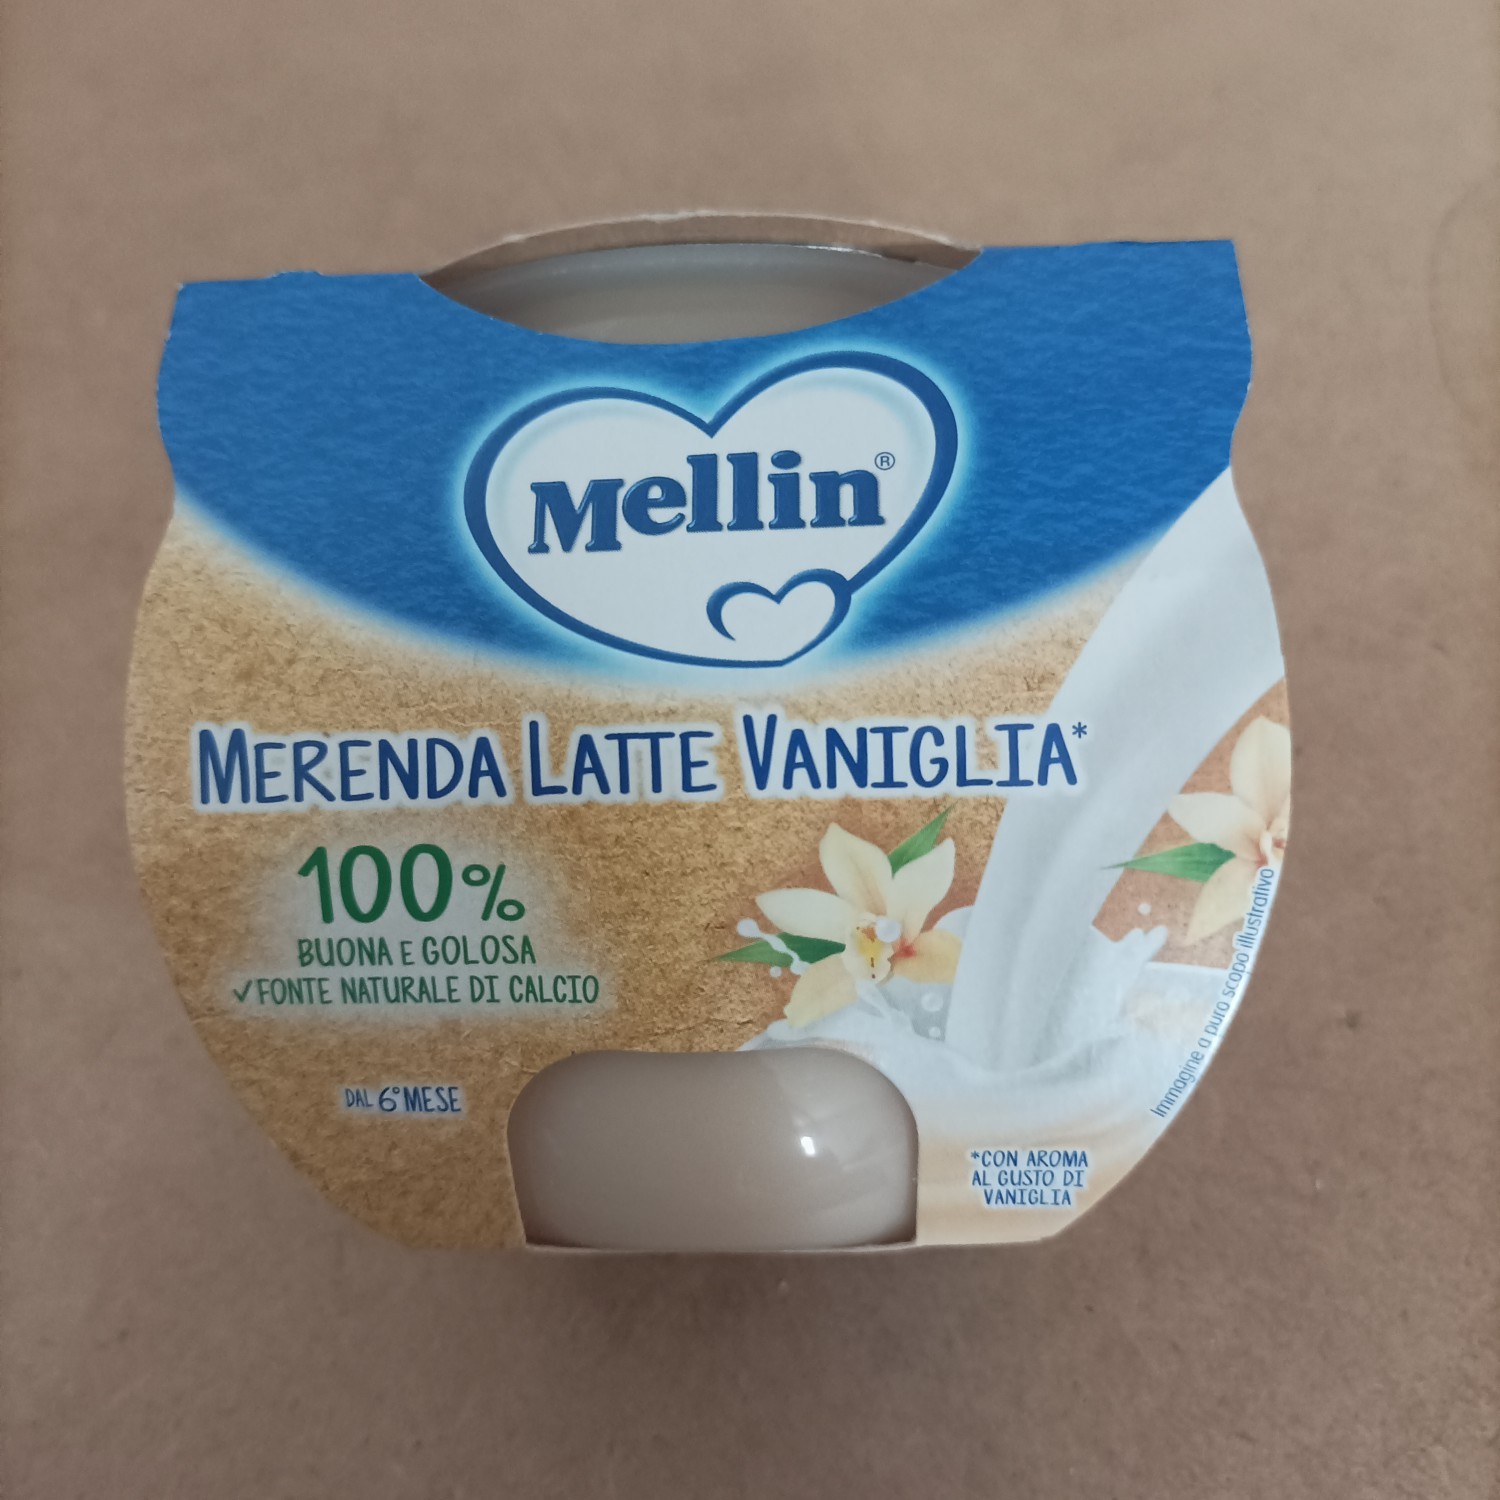 Mellin®
MERENDA LATTE VANIGLIA*
100%
BUONA E GOLOSA
✓FONTE NATURALE DI CALCIO
DAL 6° MESE
Immagine a puro scopo illustrativo
*CON AROMA
AL GUSTO DI
VANIGLIA